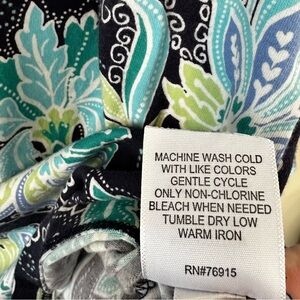 MACHINE WASH COLD
WITH LIKE COLORS
GENTLE CYCLE
ONLY NON-CHLORINE
BLEACH WHEN NEEDED
TUMBLE DRY LOW
WARM IRON
RN#76915